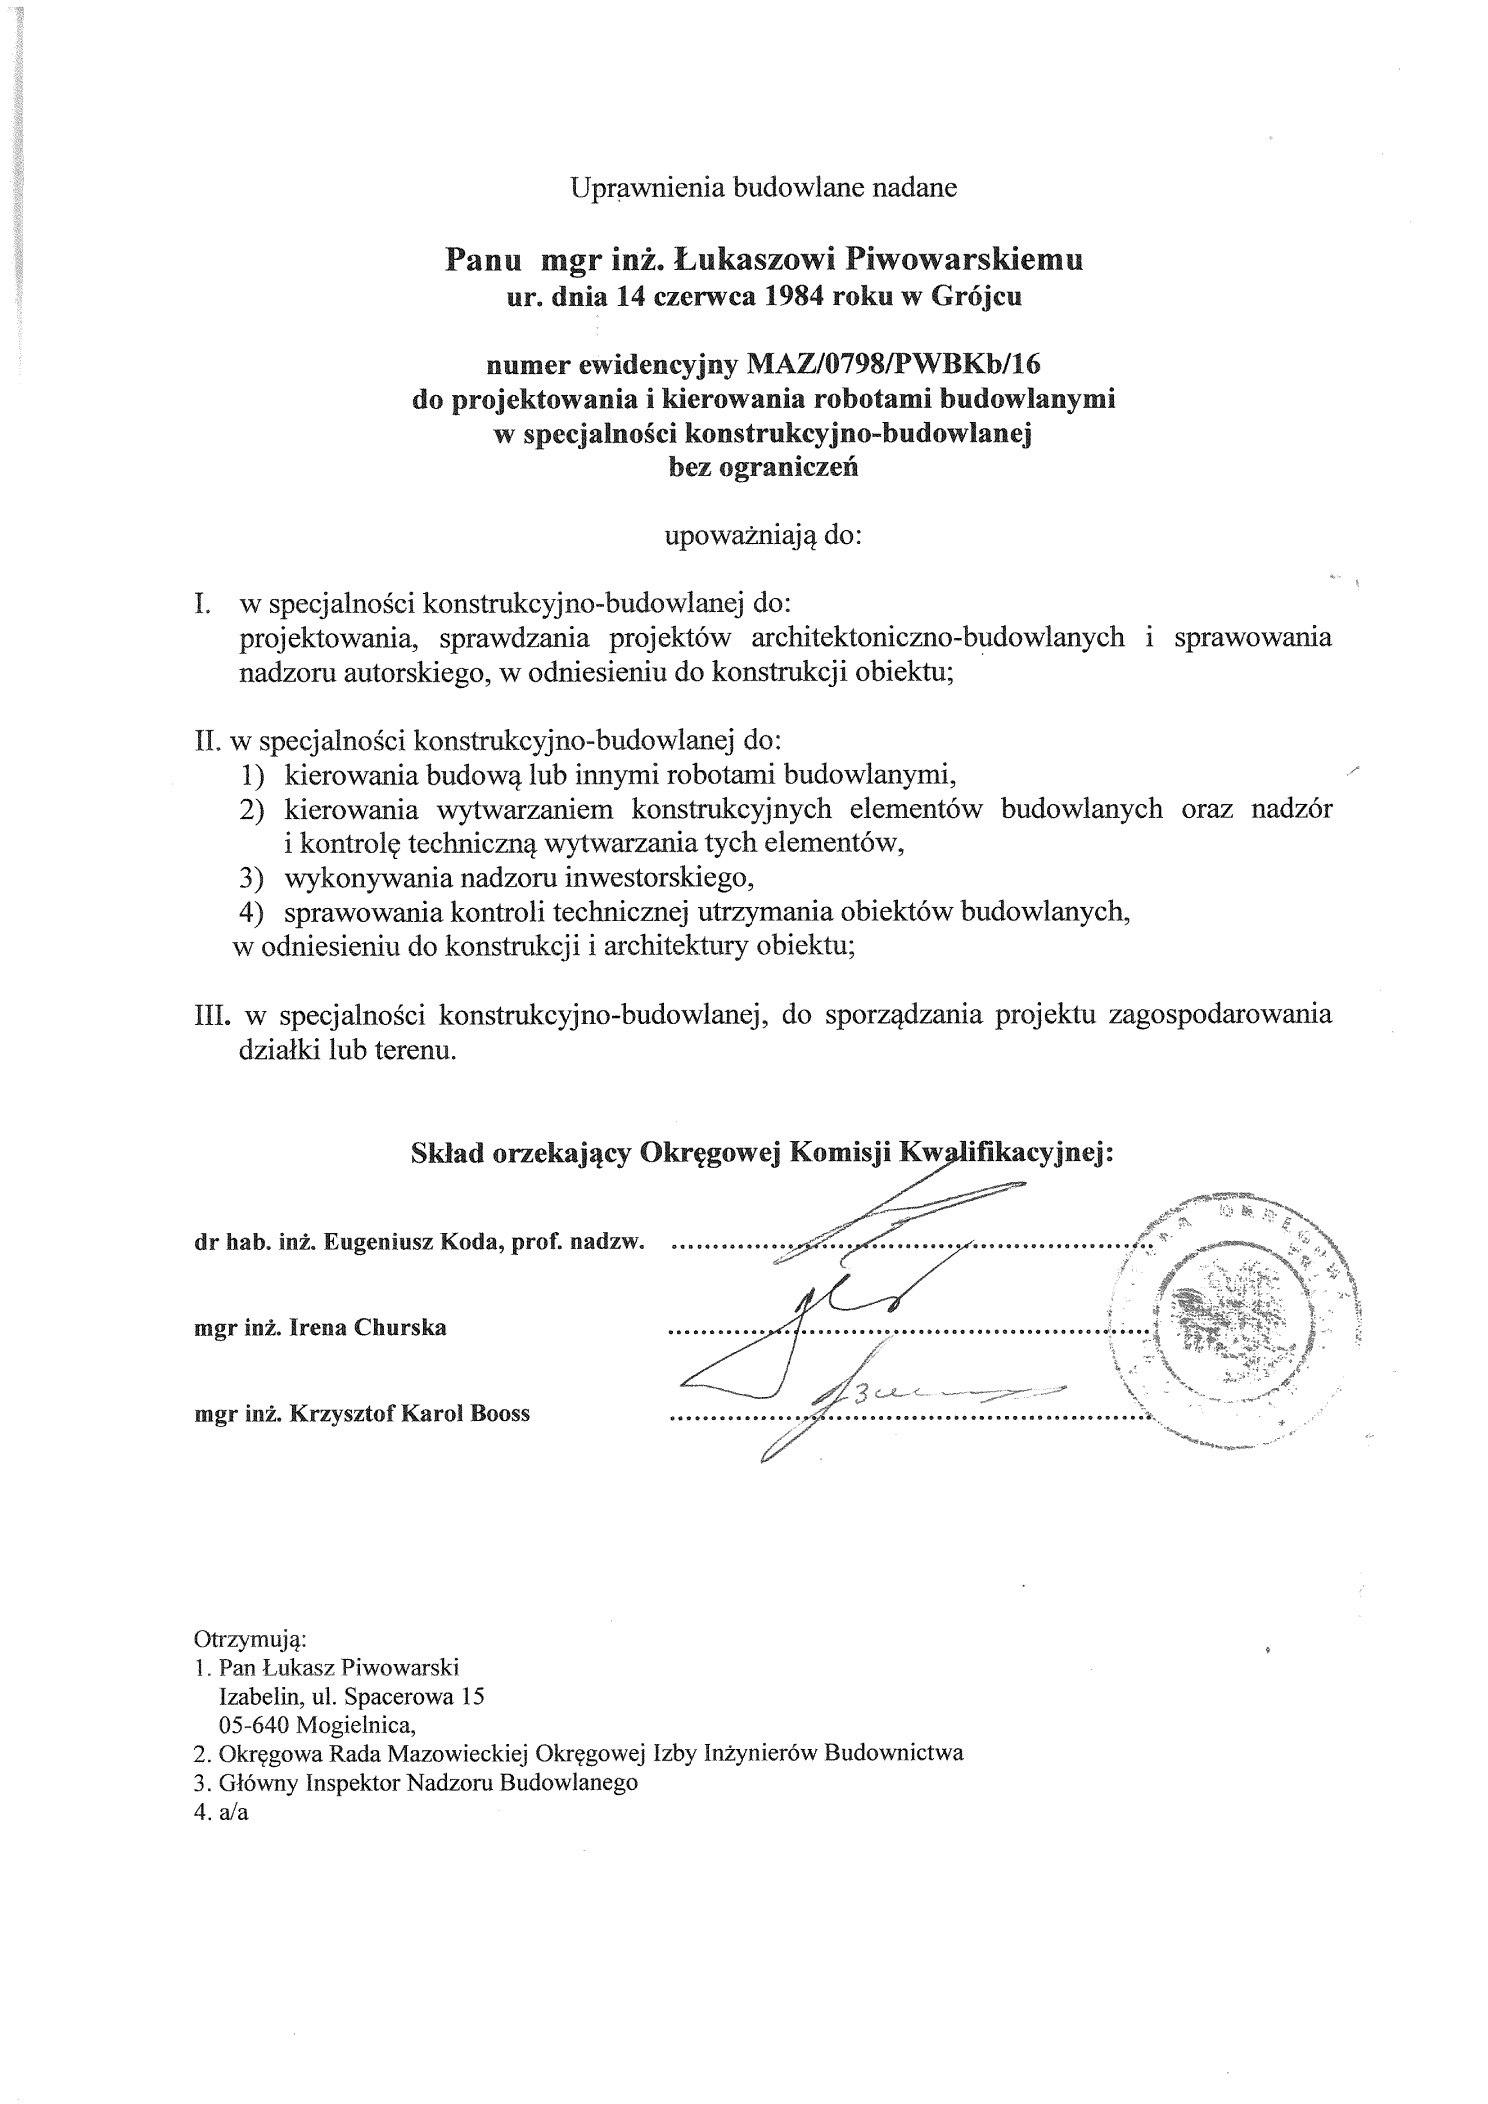 Uprawnienia budowlane nadane
Panu mgr inż. Łukaszowi Piwowarskiemu
ur. dnia 14 czerwca 1984 roku w Grójcu
numer ewidencyjny MAZ/0798/PWBKb/16
do projektowania i kierowania robotami budowlanymi
w specjalności konstrukcyjno-budowlanej
bez ograniczeń
upoważniają do:
I. w specjalności konstrukcyjno-budowlanej do:
projektowania, sprawdzania projektów architektoniczno-budowlanych i sprawowania
nadzoru autorskiego, w odniesieniu do konstrukcji obiektu;
II. w specjalności konstrukcyjno-budowlanej do:
1) kierowania budową lub innymi robotami budowlanymi,
2) kierowania wytwarzaniem konstrukcyjnych elementów budowlanych oraz nadzór
i kontrolę techniczną wytwarzania tych elementów,
3) wykonywania nadzoru inwestorskiego,
4) sprawowania kontroli technicznej utrzymania obiektów budowlanych,
w odniesieniu do konstrukcji i architektury obiektu;
III. w specjalności konstrukcyjno-budowlanej, do sporządzania projektu zagospodarowania
działki lub terenu.
Skład orzekający Okręgowej Komisji Kwalifikacyjnej:
dr hab. inż. Eugeniusz Koda, prof. nadzw.
mgr inż. Irena Churska
mgr inż. Krzysztof Karol Booss
Otrzymują:
1. Pan Łukasz Piwowarski
Izabelin, ul. Spacerowa 15
05-640 Mogielnica,
2. Okręgowa Rada Mazowieckiej Okręgowej Izby Inżynierów Budownictwa
3. Główny Inspektor Nadzoru Budowlanego
4. a/a